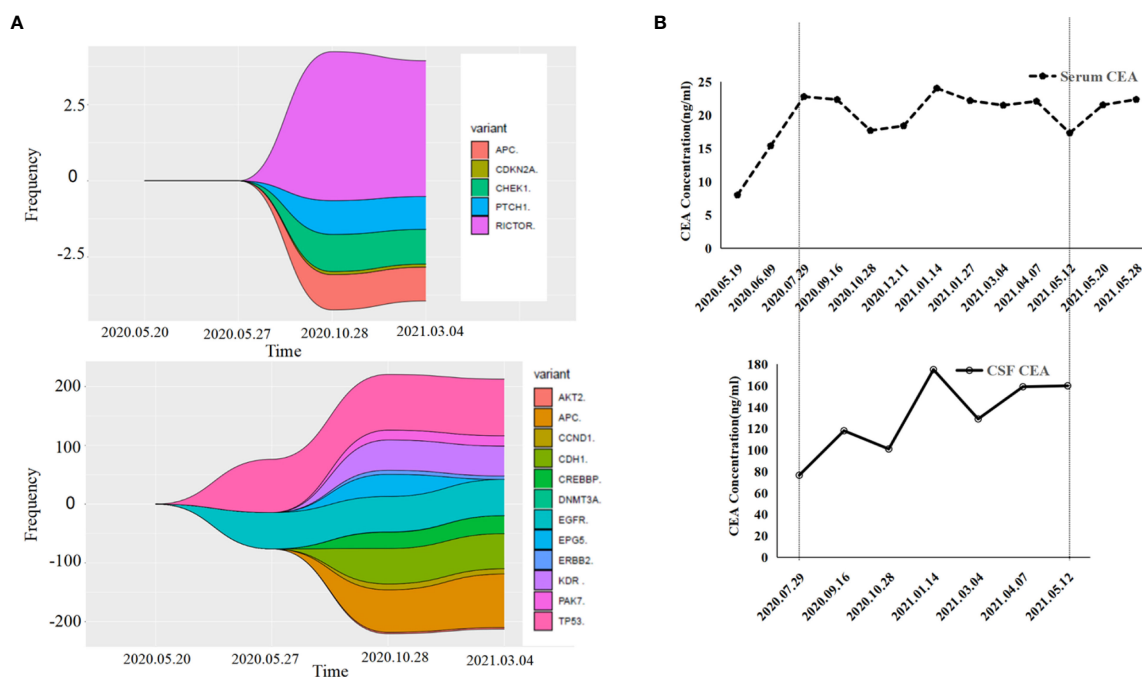 A
Frequency
2.5
0
-2.5
2020.05.20 2020.05.27 2020.10.28 2021.03.04
Time
variant
APC.
CDKN2A.
CHEK1.
PTCH1.
RICTOR.
Frequency
200
100
0
-100
-200
2020.05.20 2020.05.27 2020.10.28 2021.03.04
Time
variant
AKT2.
APC.
CCND1.
CDH1.
CREBBP.
DNMT3A.
EGFR.
EPG5.
ERBB2.
KDR .
PAK7.
TP53.
B
Serum CEA
CEA Concentration(ng/ml)
25
20
15
10
5
0
2020.05.19 2020.06.09 2020.07.29 2020.09.16 2020.10.28 2020.12.11 2021.01.14 2021.01.27 2021.03.04 2021.04.07 2021.05.12 2021.05.20 2021.05.28
CSF CEA
CEA Concentration(ng/ml)
180
160
140
120
100
80
60
40
20
0
2020.07.29 2020.09.16 2020.10.28 2021.01.14 2021.03.04 2021.04.07 2021.05.12